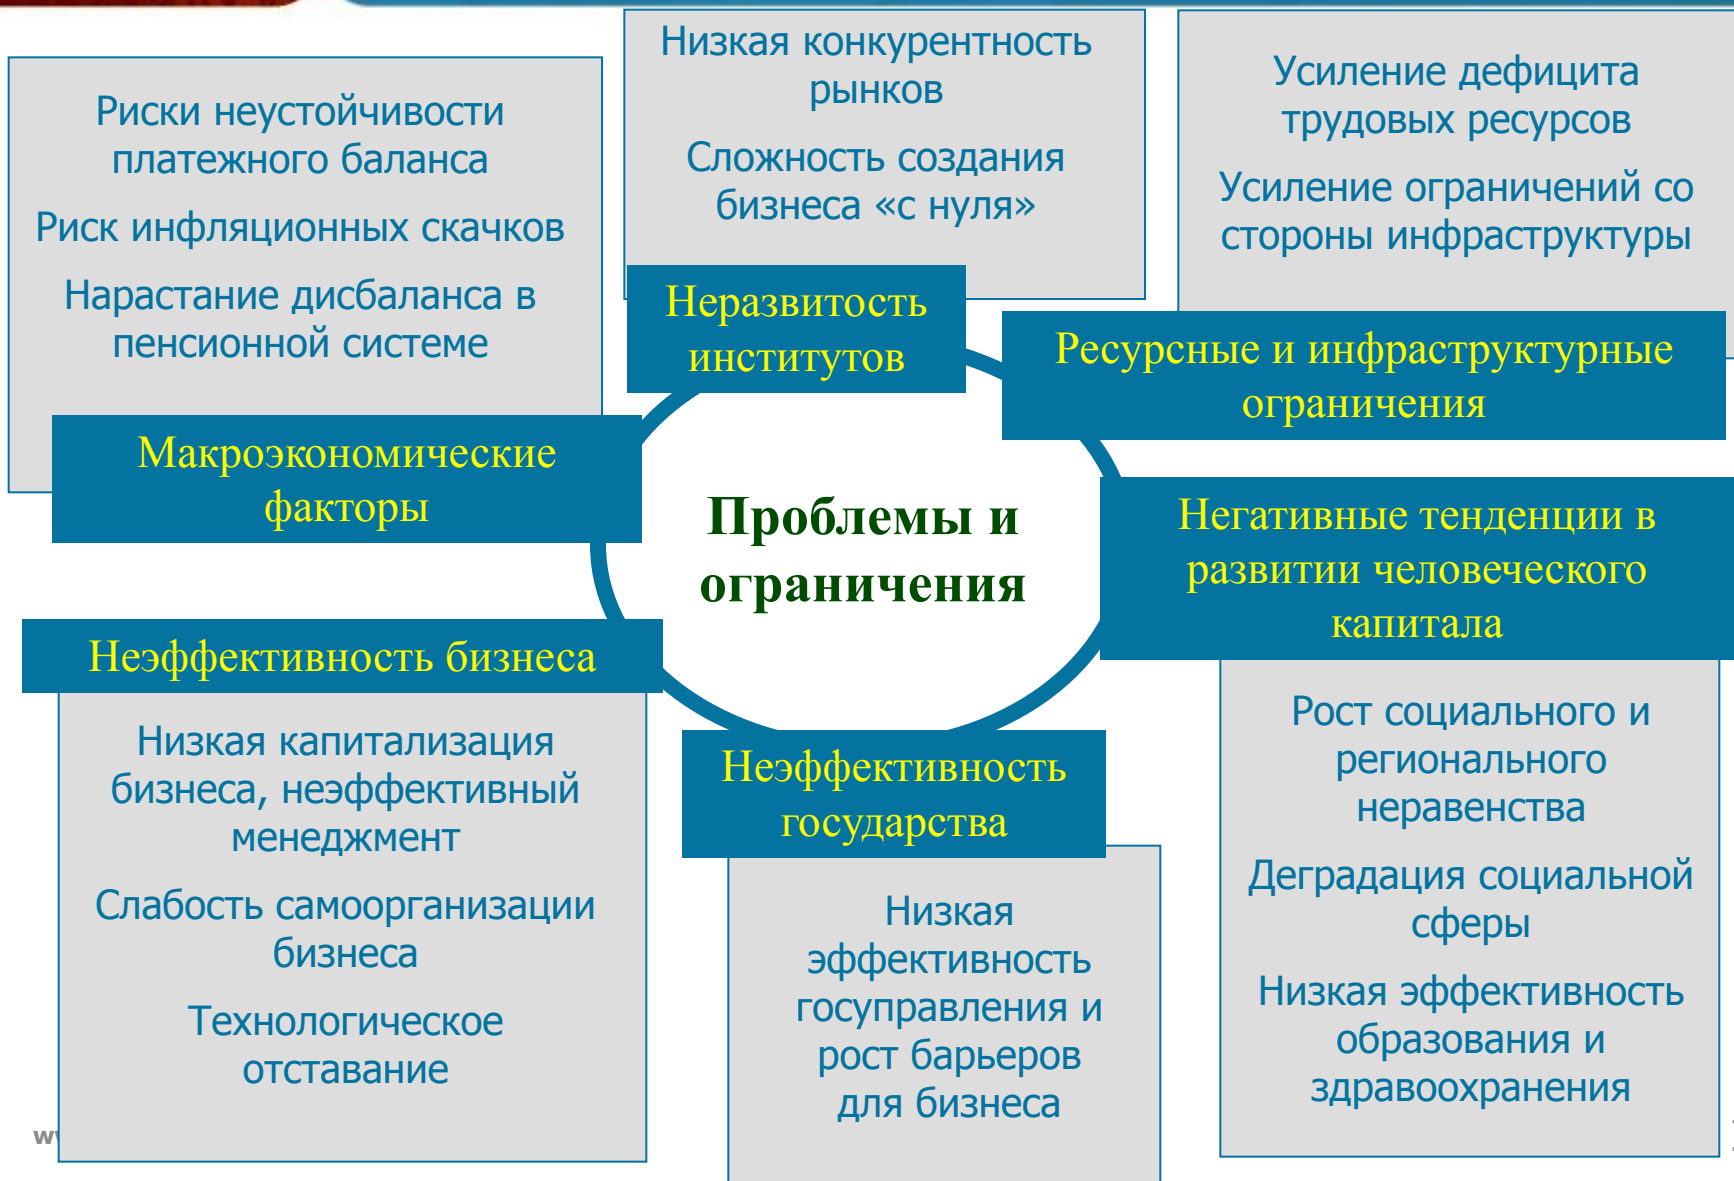 Риски неустойчивости
платежного баланса
Риск инфляционных скачков
Нарастание дисбаланса в
пенсионной системе
Макроэкономические
факторы
Низкая конкурентность
рынков
Сложность создания
бизнеса «с нуля»
Неразвитость
институтов
Усиление дефицита
трудовых ресурсов
Усиление ограничений со
стороны инфраструктуры
Ресурсные и инфраструктурные
ограничения
Проблемы и
ограничения
Негативные тенденции в
развитии человеческого
капитала
Рост социального и
регионального
неравенства
Деградация социальной
сферы
Низкая эффективность
образования и
здравоохранения
Неэффективность бизнеса
Низкая капитализация
бизнеса, неэффективный
менеджмент
Слабость самоорганизации
бизнеса
Технологическое
отставание
Неэффективность
государства
Низкая
эффективность
госуправления и
рост барьеров
для бизнеса